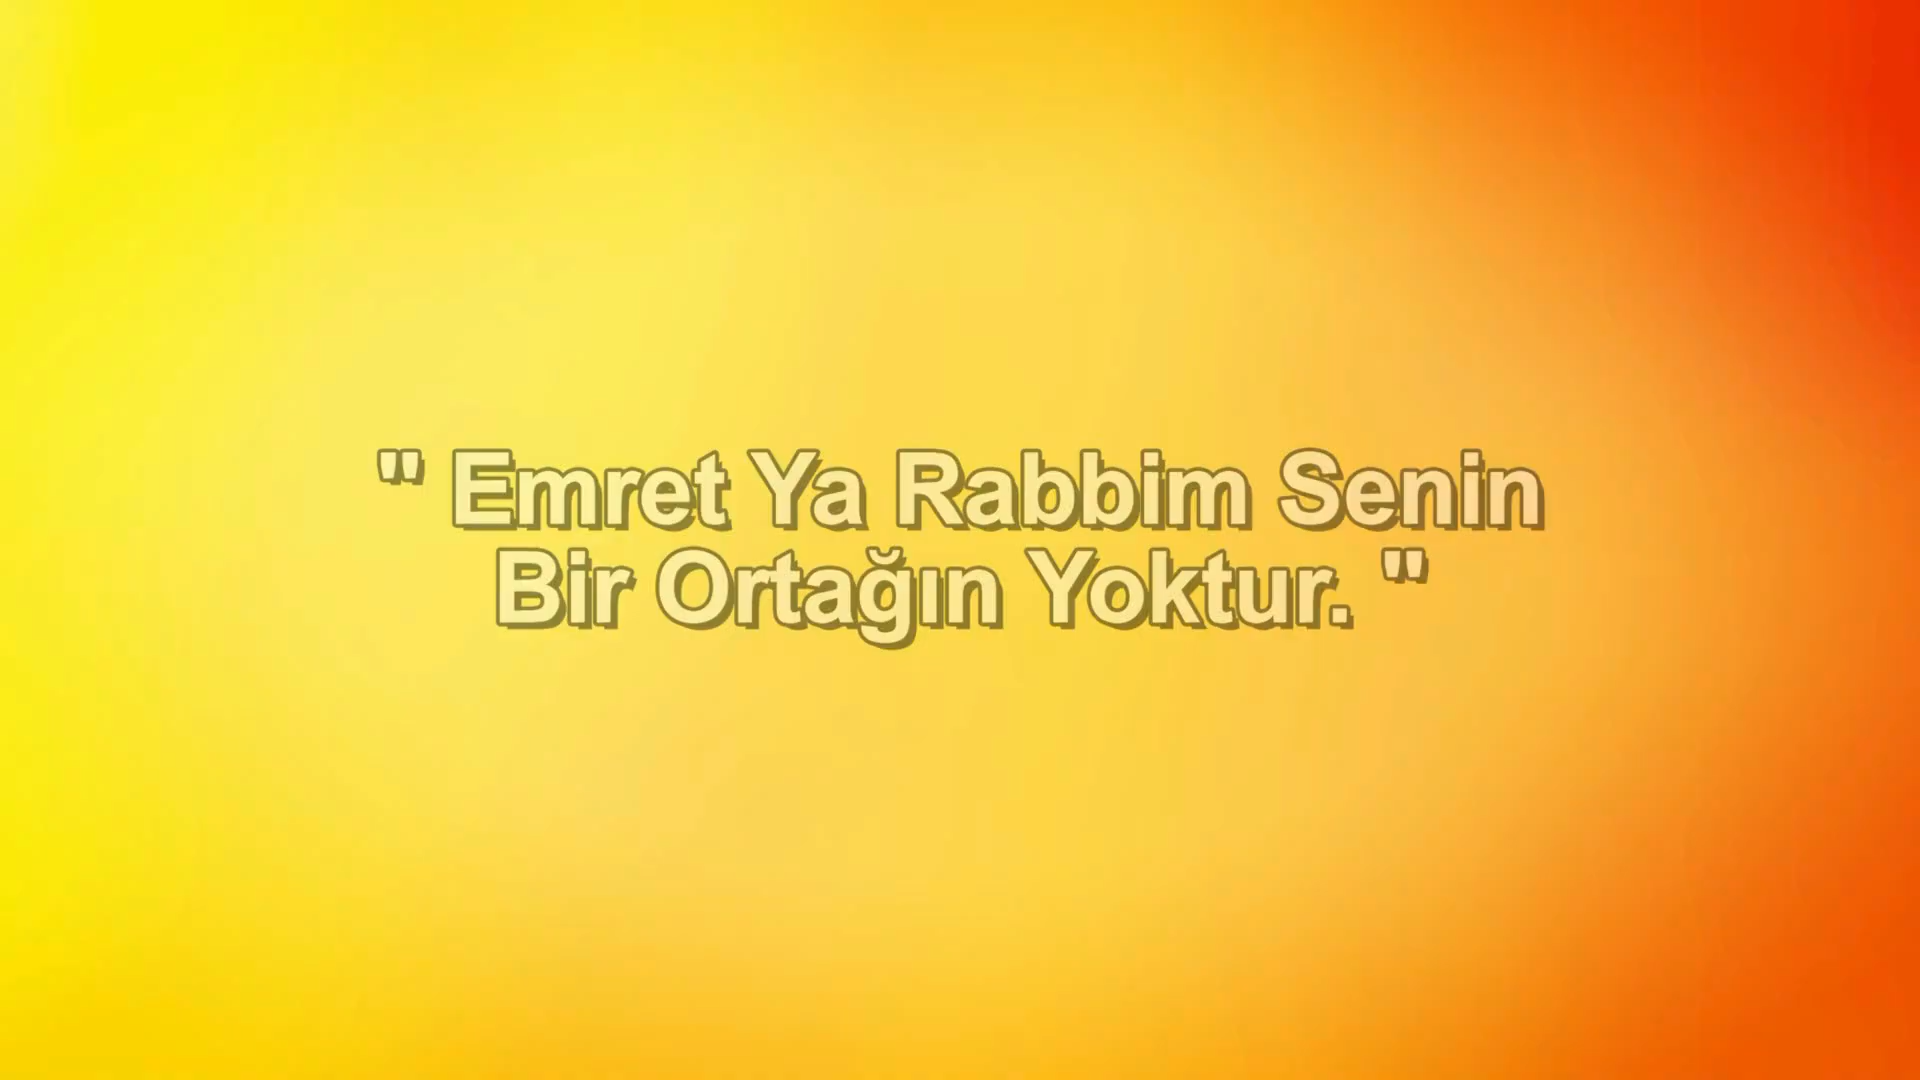 " Emret Ya Rabbim Senin
Bir Ortağın Yoktur. "